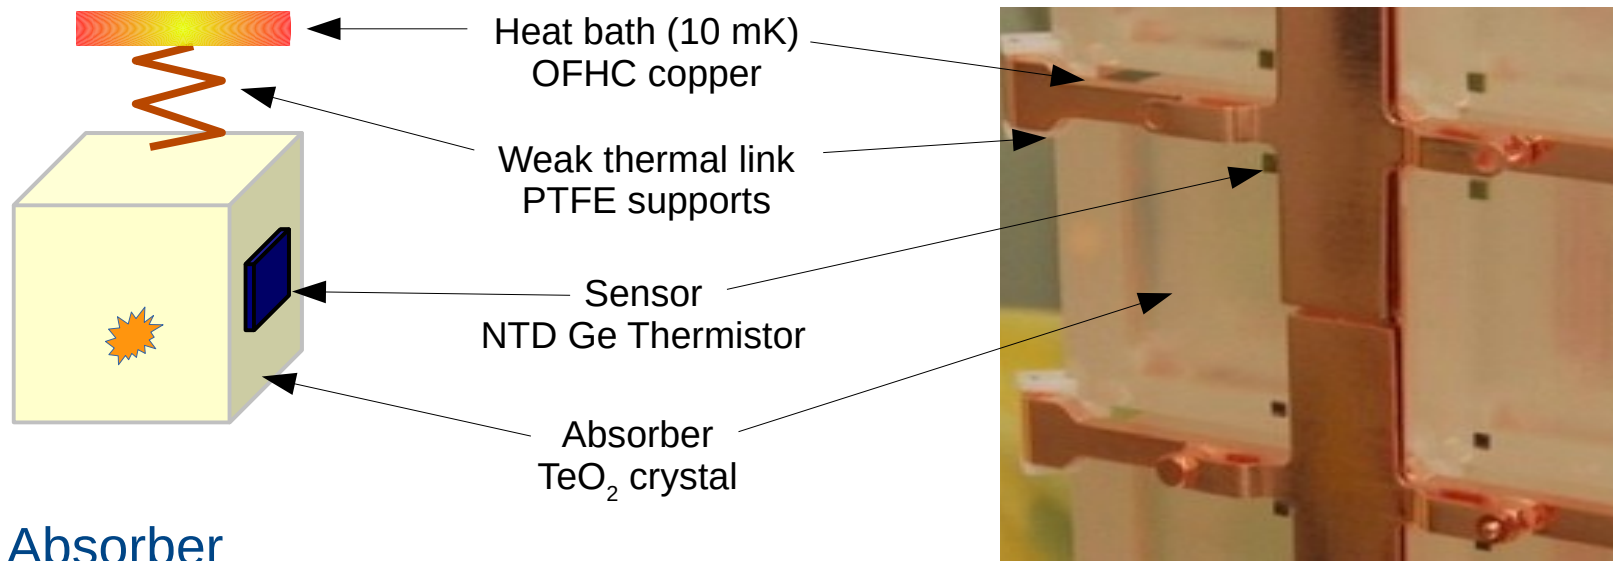 Heat bath (10 mK)
OFHC copper
Weak thermal link
PTFE supports
Sensor
NTD Ge Thermistor
Absorber
TeO₂ crystal
Absorber